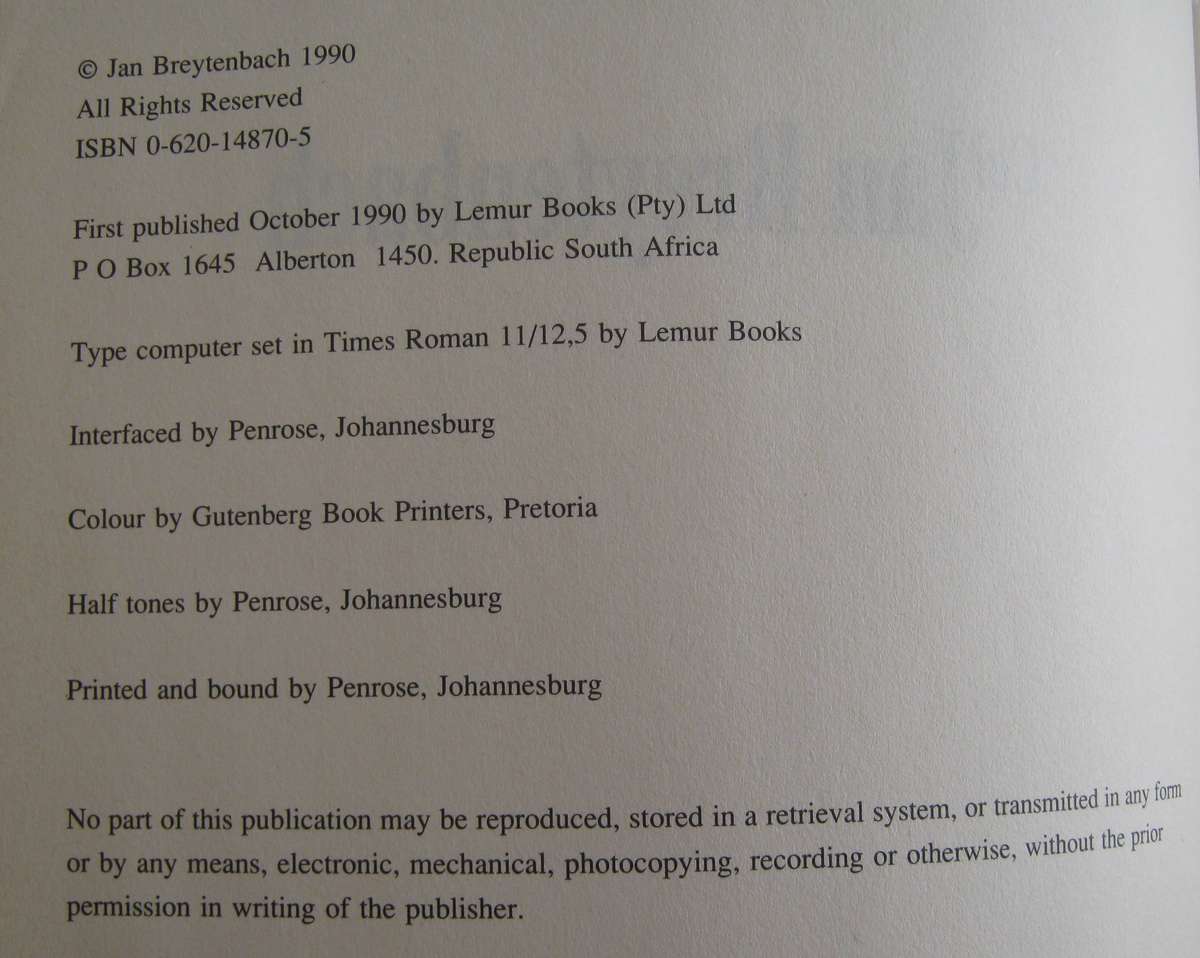 © Jan Breytenbach 1990
All Rights Reserved
ISBN 0-620-14870-5
First published October 1990 by Lemur Books (Pty) Ltd
P O Box 1645 Alberton 1450. Republic South Africa
Type computer set in Times Roman 11/12,5 by Lemur Books
Interfaced by Penrose, Johannesburg
Colour by Gutenberg Book Printers, Pretoria
Half tones by Penrose, Johannesburg
Printed and bound by Penrose, Johannesburg
No part of this publication may be reproduced, stored in a retrieval system, or transmitted in any form
or by any means, electronic, mechanical, photocopying, recording or otherwise, without the prior
permission in writing of the publisher.